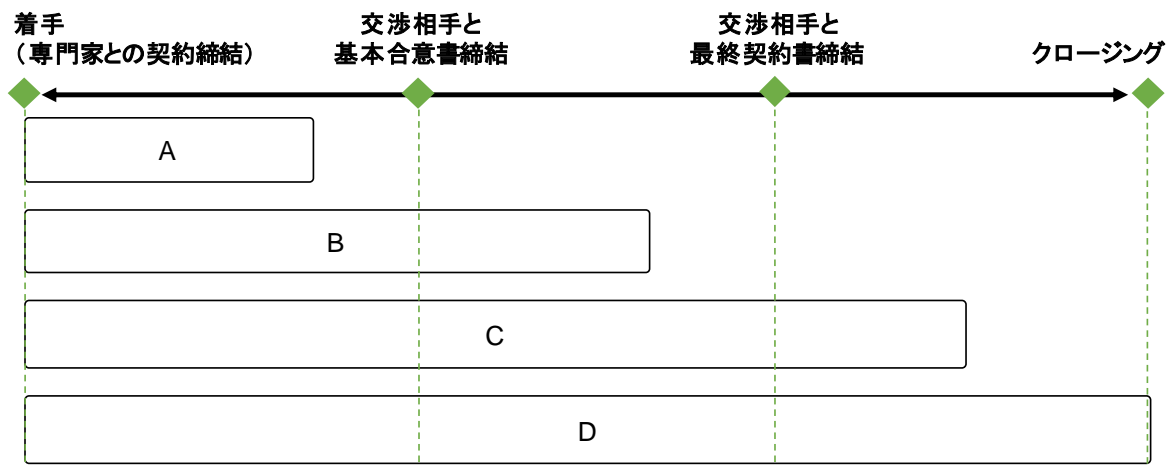 着手
（専門家との契約締結）
交渉相手と
基本合意書締結
交渉相手と
最終契約書締結
クロージング
A
B
C
D